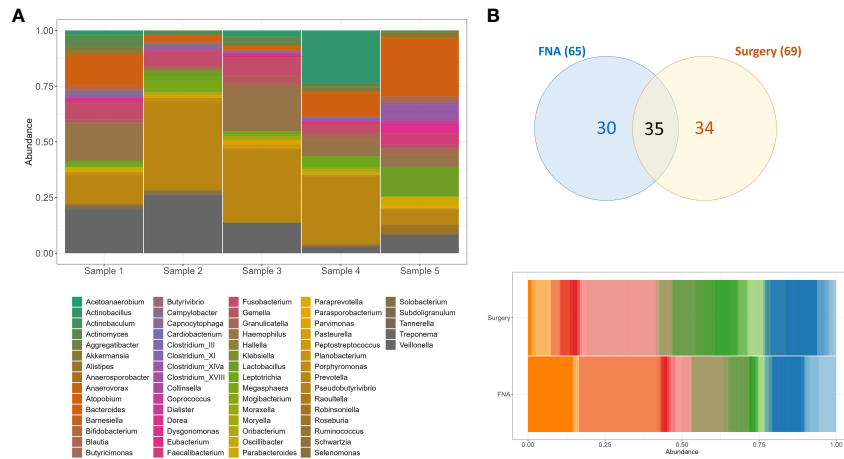 A
B
1.00
0.75
0.50
0.25
0.00
Abundance
Sample 1 Sample 2 Sample 3 Sample 4 Sample 5
Acetoanaerobium Butyrivibrio Fusobacterium Paraprevotella Solobacterium
Actinobacillus Campylobacter Gemella Parasporobacterium Subdoligranulum
Actinobaculum Capnocytophaga Granulicatella Parvimonas Tannerella
Actinomyces Cardiobacterium Haemophilus Pasteurella Treponema
Aggregatibacter Clostridium_III Hallella Peptostreptococcus Veillonella
Akkermansia Clostridium_XI Klebsiella Planobacterium
Alistipes Clostridium_XIVa Lactobacillus Porphyromonas
Anaerosporobacter Clostridium_XVIII Leptotrichia Prevotella
Anaerovorax Collinsella Megasphaera Pseudobutyrivibrio
Atopobium Coprococcus Mogibacterium Raoultella
Bacteroides Dialister Moraxella Robinsoniella
Barnesiella Dorea Moryella Roseburia
Bifidobacterium Dysgonomonas Oribacterium Ruminococcus
Blautia Eubacterium Oscillibacter Schwartzia
Butyricimonas Faecalibacterium Parabacteroides Selenomonas
FNA (65) Surgery (69)
30 35 34
Surgery
FNA
0.00 0.25 0.50 0.75 1.00
Abundance